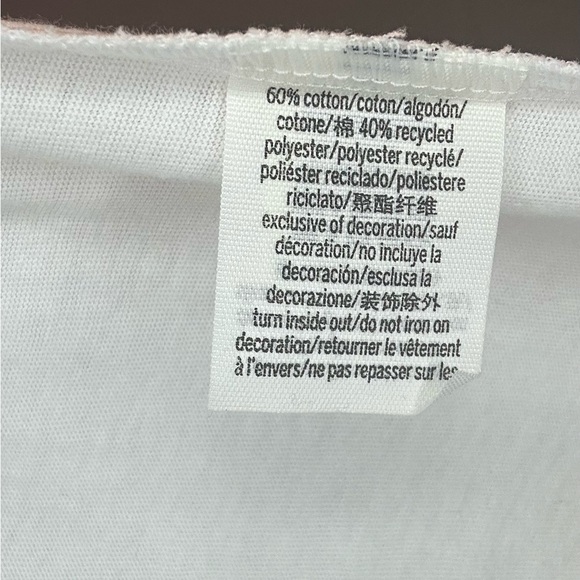 60% cotton/coton/algodón/
cotone/棉 40% recycled
polyester/polyester recyclé/
poliéster reciclado/poliestere
riciclato/聚酯纤维
exclusive of decoration/sauf
décoration/no incluye la
decoración/esclusa la
decorazione/装饰除外
turn inside out/do not iron on
decoration/retourner le vêtement
à l'envers/ne pas repasser sur les